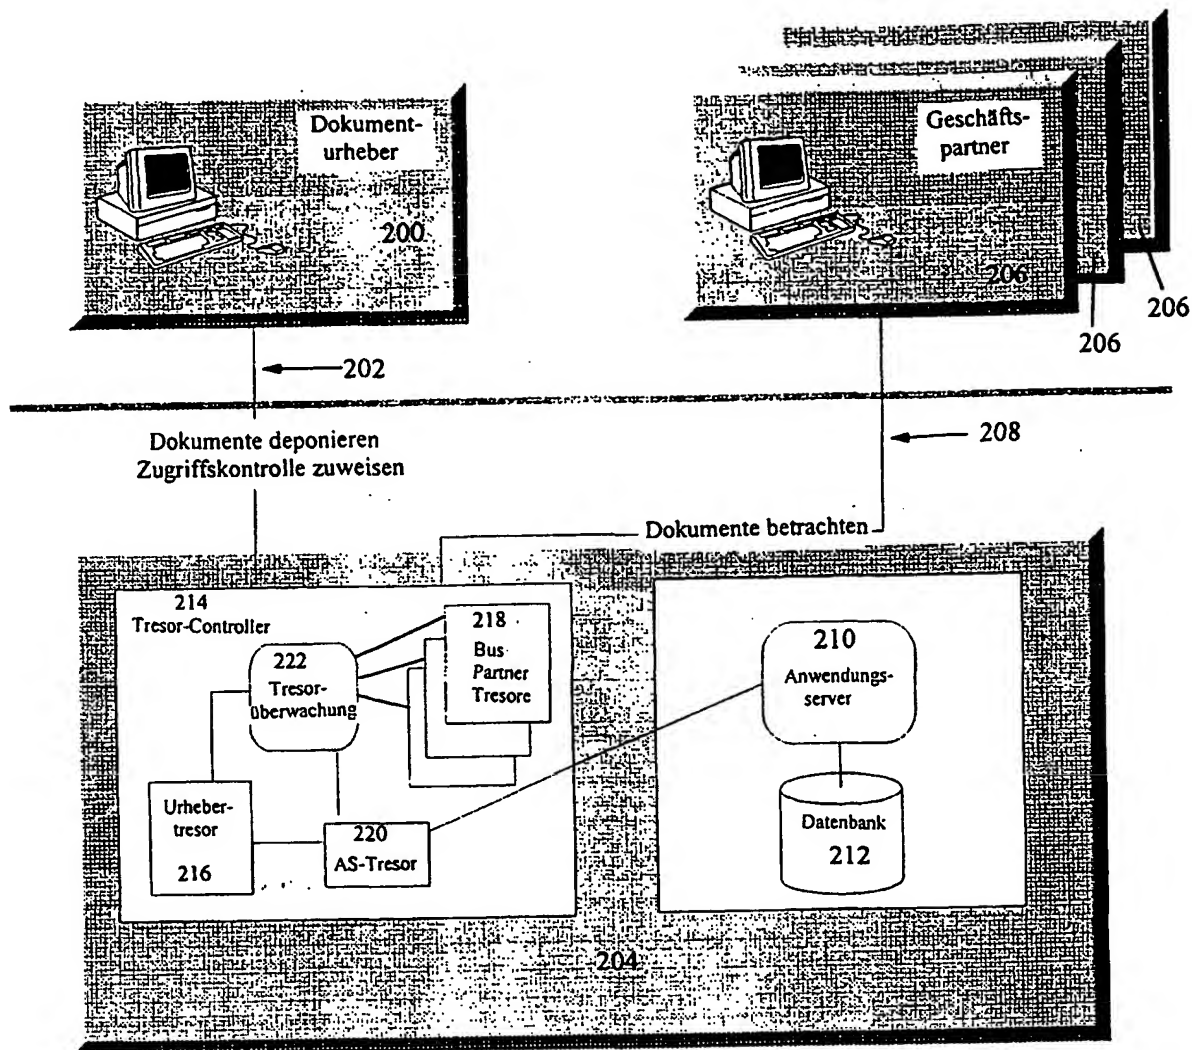 Dokument-
urheber
200
Geschäfts-
partner
206
206
206
202
208
Dokumente deponieren
Zugriffskontrolle zuweisen
Dokumente betrachten
214
Tresor-Controller
222
Tresor-
überwachung
218
Bus
Partner
Tresore
Urheber-
tresor
216
220
AS-Tresor
210
Anwendungs-
server
Datenbank
212
204